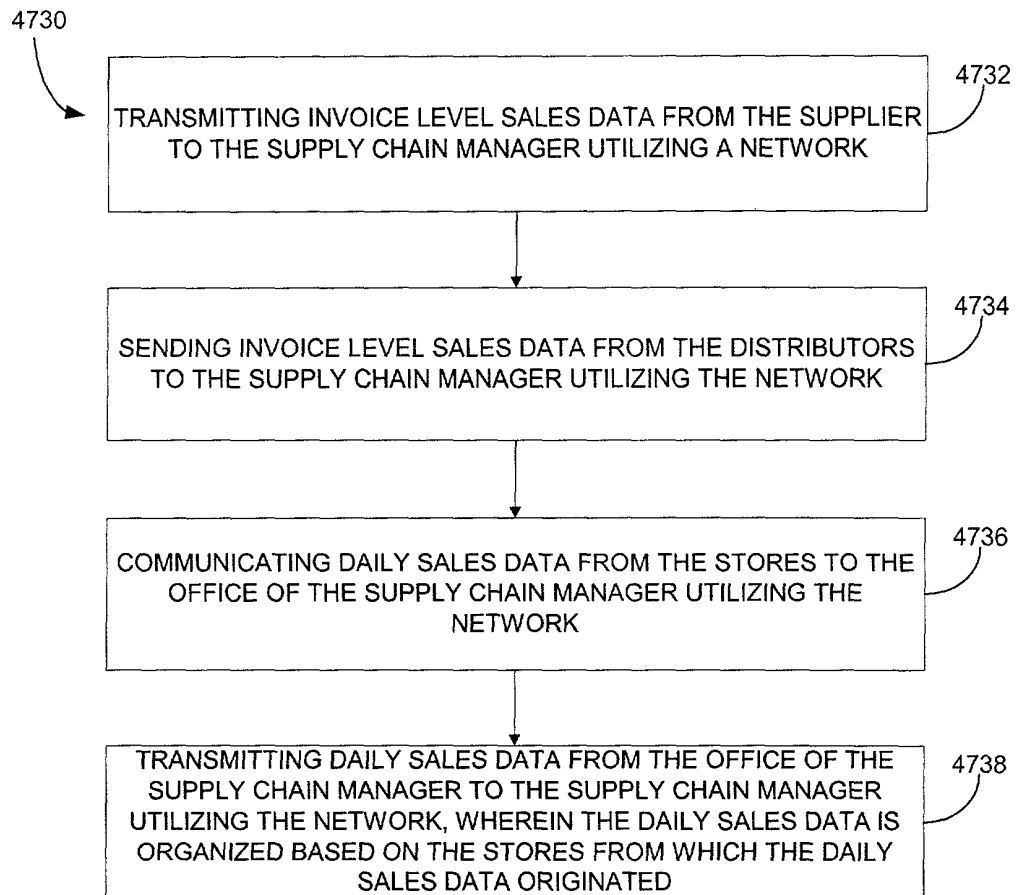 4730
4732
TRANSMITTING INVOICE LEVEL SALES DATA FROM THE SUPPLIER
TO THE SUPPLY CHAIN MANAGER UTILIZING A NETWORK
4734
SENDING INVOICE LEVEL SALES DATA FROM THE DISTRIBUTORS
TO THE SUPPLY CHAIN MANAGER UTILIZING THE NETWORK
4736
COMMUNICATING DAILY SALES DATA FROM THE STORES TO THE
OFFICE OF THE SUPPLY CHAIN MANAGER UTILIZING THE
NETWORK
4738
TRANSMITTING DAILY SALES DATA FROM THE OFFICE OF THE
SUPPLY CHAIN MANAGER TO THE SUPPLY CHAIN MANAGER
UTILIZING THE NETWORK, WHEREIN THE DAILY SALES DATA IS
ORGANIZED BASED ON THE STORES FROM WHICH THE DAILY
SALES DATA ORIGINATED